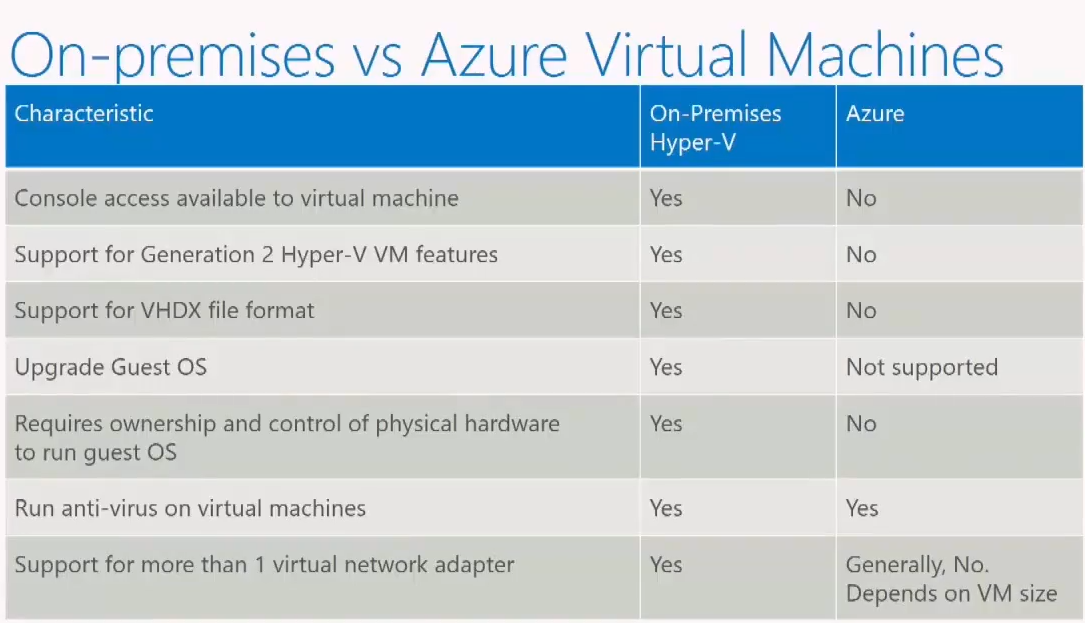 On-premises vs Azure Virtual Machines
Characteristic
On-Premises
Hyper-V
Azure
Console access available to virtual machine
Yes
No
Support for Generation 2 Hyper-V VM features
Yes
No
Support for VHDX file format
Yes
No
Upgrade Guest OS
Yes
Not supported
Requires ownership and control of physical hardware
to run guest OS
Yes
No
Run anti-virus on virtual machines
Yes
Yes
Support for more than 1 virtual network adapter
Yes
Generally, No.
Depends on VM size